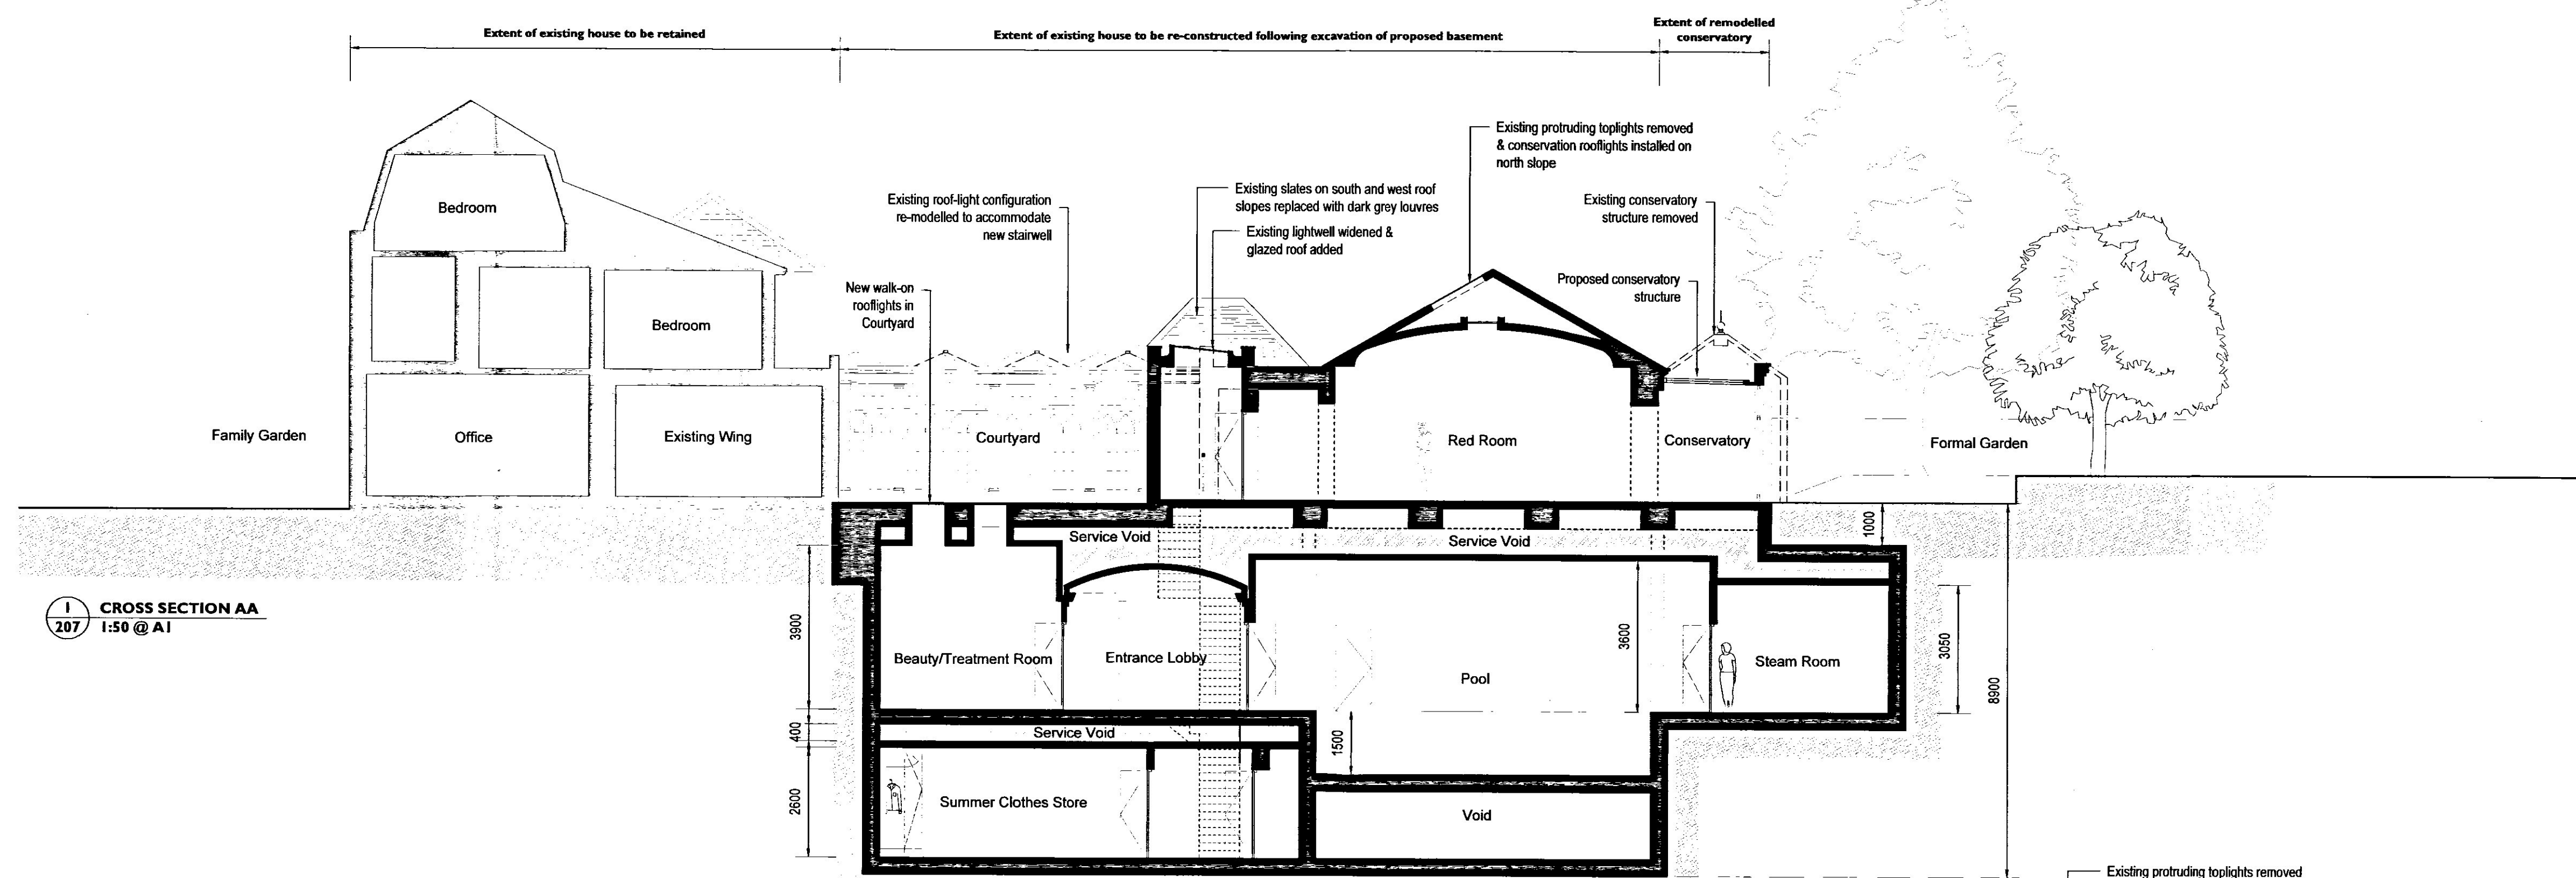 Extent of existing house to be retained
Extent of existing house to be re-constructed following excavation of proposed basement
Extent of remodelled
conservatory
Existing protruding toplights removed
& conservation rooflights installed on
north slope
Existing slates on south and west roof
slopes replaced with dark grey louvres
Existing roof-light configuration
re-modelled to accommodate
new stairwell
Existing conservatory
structure removed
Existing lightwell widened &
glazed roof added
Proposed conservatory
structure
New walk-on
rooflights in
Courtyard
Bedroom
Bedroom
Family Garden
Office
Existing Wing
Courtyard
Red Room
Conservatory
Formal Garden
Service Void
Service Void
1000
1
207
CROSS SECTION AA
1:50 @ A1
3900
Beauty/Treatment Room
Entrance Lobby
Pool
3600
Steam Room
3050
8900
400
Service Void
1500
2600
Summer Clothes Store
Void
Existing protruding toplights removed